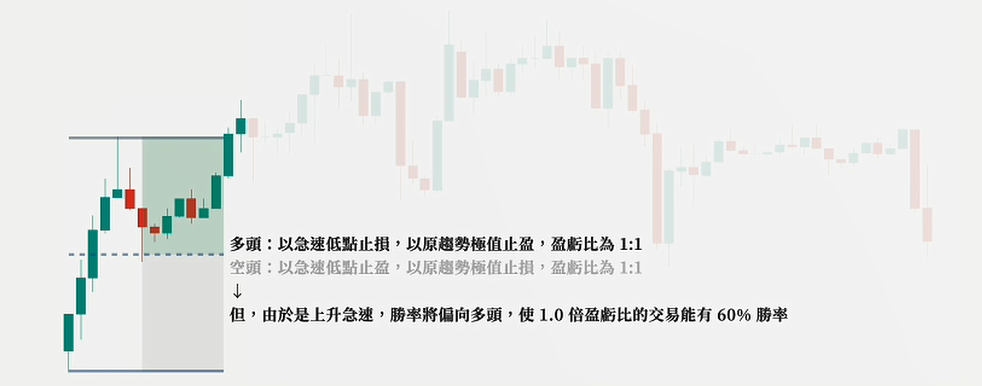 多頭：以急速低點止損，以原趨勢極值止盈，盈虧比為 1:1
空頭：以急速低點止盈，以原趨勢極值止損，盈虧比為 1:1
↓
但，由於是上升急速，勝率將偏向多頭，使 1.0 倍盈虧比的交易能有 60% 勝率